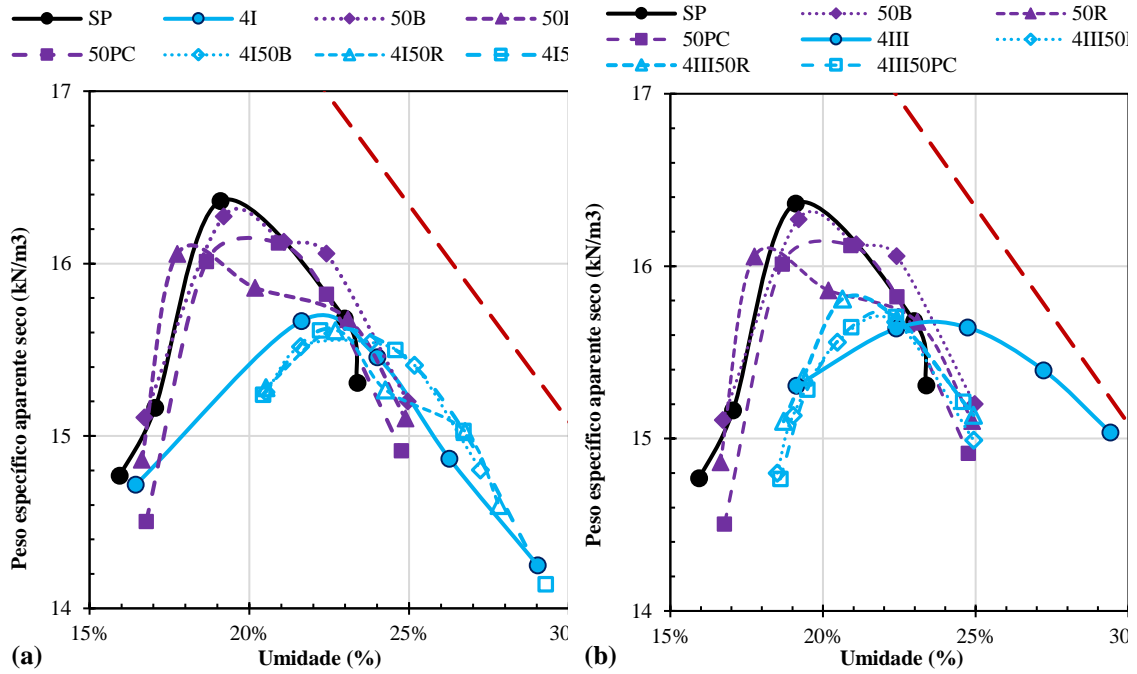 SP 4I 50B
50PC 4I50B 4I50R
17
16
15
14
15% 20% 25%
Peso específico aparente seco (kN/m3)
Umidade (%)
(a)
SP 50B 50R
50PC 4III
4III50R 4III50PC
17
16
15
14
15% 20% 25%
Peso específico aparente seco (kN/m3)
Umidade (%)
(b)